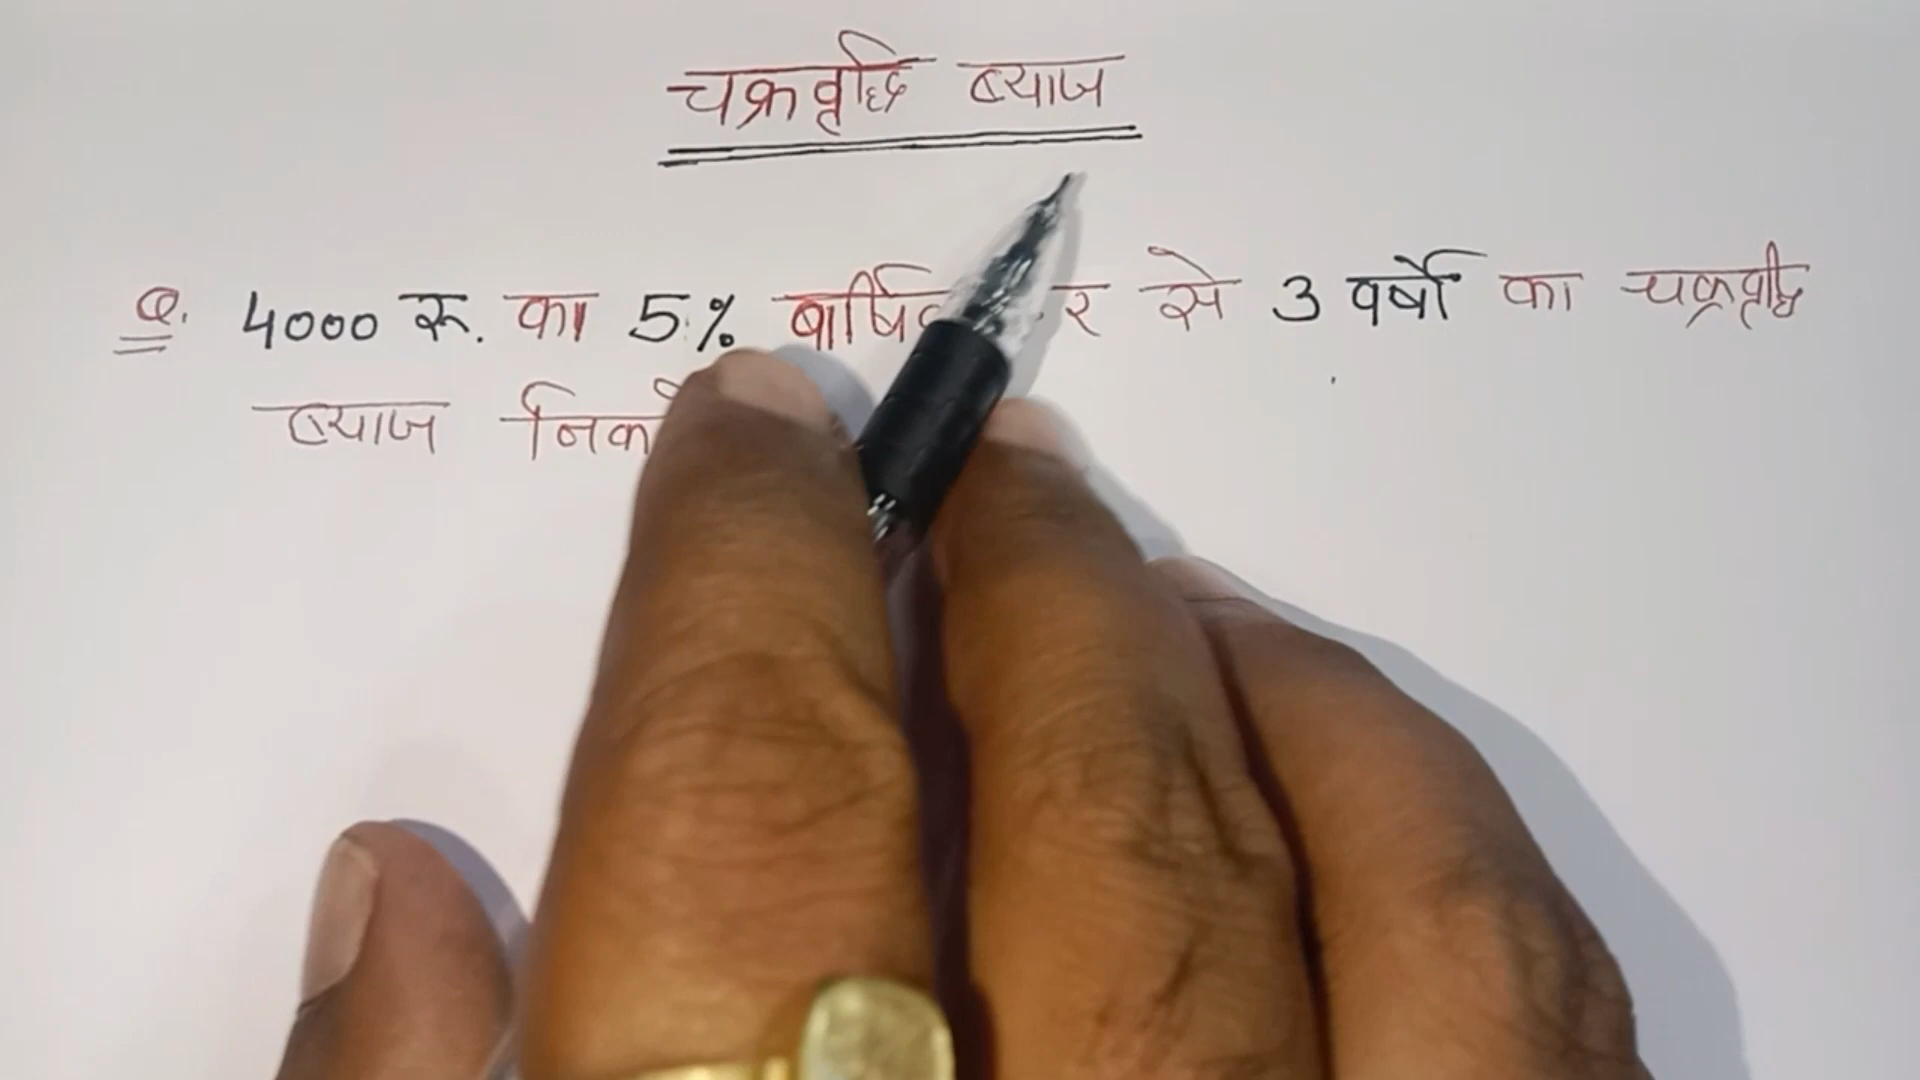 चक्रवृद्धि ब्याज
Q. 4000 रू. का 5% से 3 वर्षो का चक्रवृद्धि
ब्याज